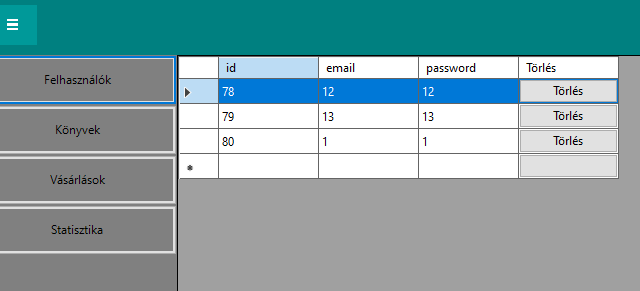 Felhasználók
Könyvek
Vásárlások
Statisztika
id email password Törlés
78 12 12 Törlés
79 13 13 Törlés
80 1 1 Törlés